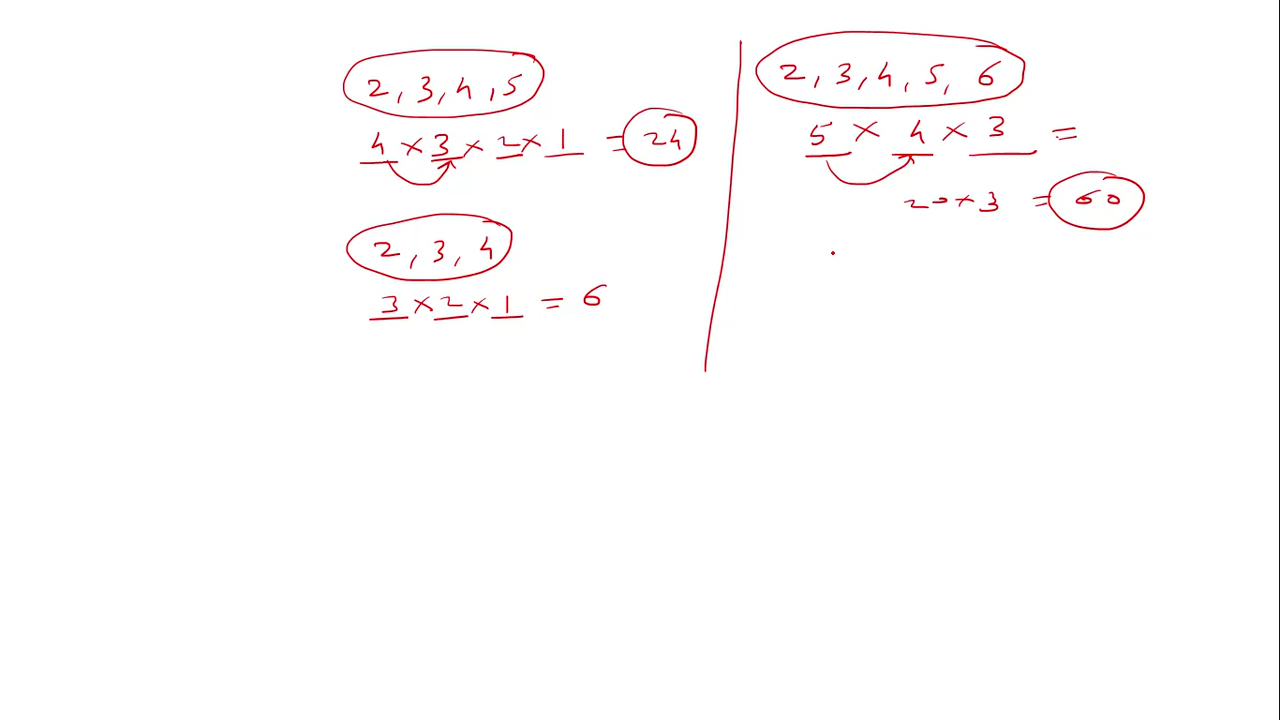 2, 3, 4, 5
4 × 3 × 2 × 1 = 24
2, 3, 4
3 × 2 × 1 = 6
2, 3, 4, 5, 6
5 × 4 × 3 =
20 × 3 = 60